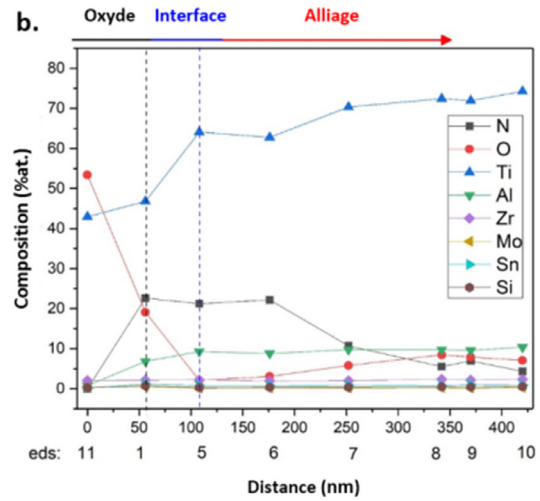 b.
Oxyde Interface Alliage
Composition (%at.)
80
70
60
50
40
30
20
10
0
N
O
Ti
Al
Zr
Mo
Sn
Si
0 50 100 150 200 250 300 350 400
eds: 11 1 5 6 7 8 9 10
Distance (nm)